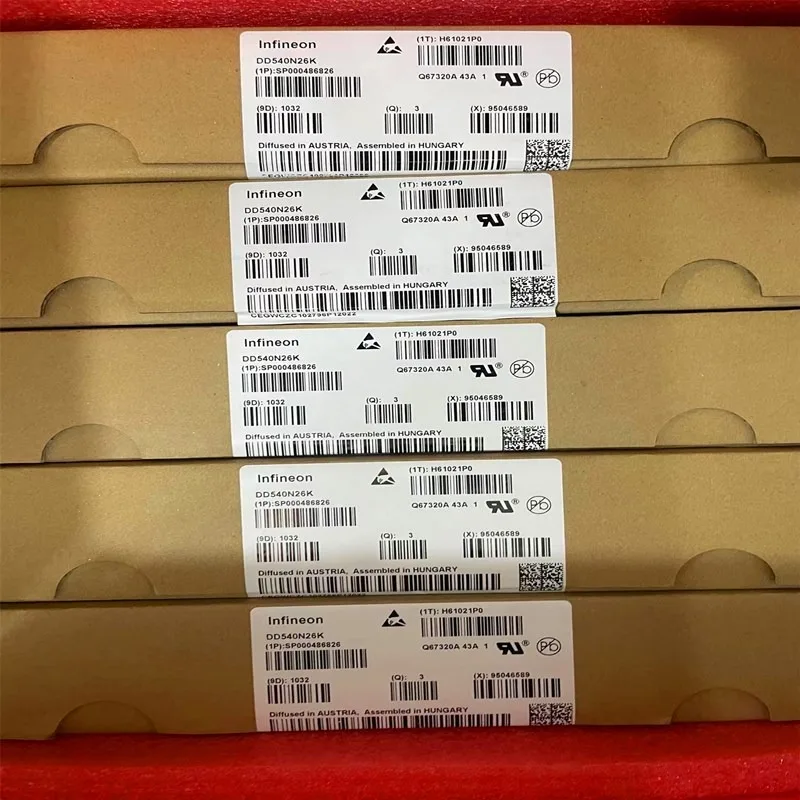 Infineon
(1T): H61021P0
DD540N26K
(1P):SP000486826
Q67320A 43A 1
(9D): 1032 (Q): 3 (X): 95046589
Diffused in AUSTRIA, Assembled in HUNGARY
Infineon
(1T): H61021P0
DD540N26K
(1P):SP000486826
Q67320A 43A 1
(9D): 1032 (Q): 3 (X): 95046589
Diffused in AUSTRIA, Assembled in HUNGARY
CEGWCZC102796P12022
Infineon
(1T): H61021P0
DD540N26K
(1P):SP000486826
Q67320A 43A 1
(9D): 1032 (Q): 3 (X): 95046589
Diffused in AUSTRIA, Assembled in HUNGARY
Infineon
(1T): H61021P0
DD540N26K
(1P):SP000486826
Q67320A 43A 1
(9D): 1032 (Q): 3 (X): 95046589
Diffused in AUSTRIA, Assembled in HUNGARY
Infineon
(1T): H61021P0
DD540N26K
(1P):SP000486826
Q67320A 43A 1
(9D): 1032 (Q): 3 (X): 95046589
Diffused in AUSTRIA, Assembled in HUNGARY